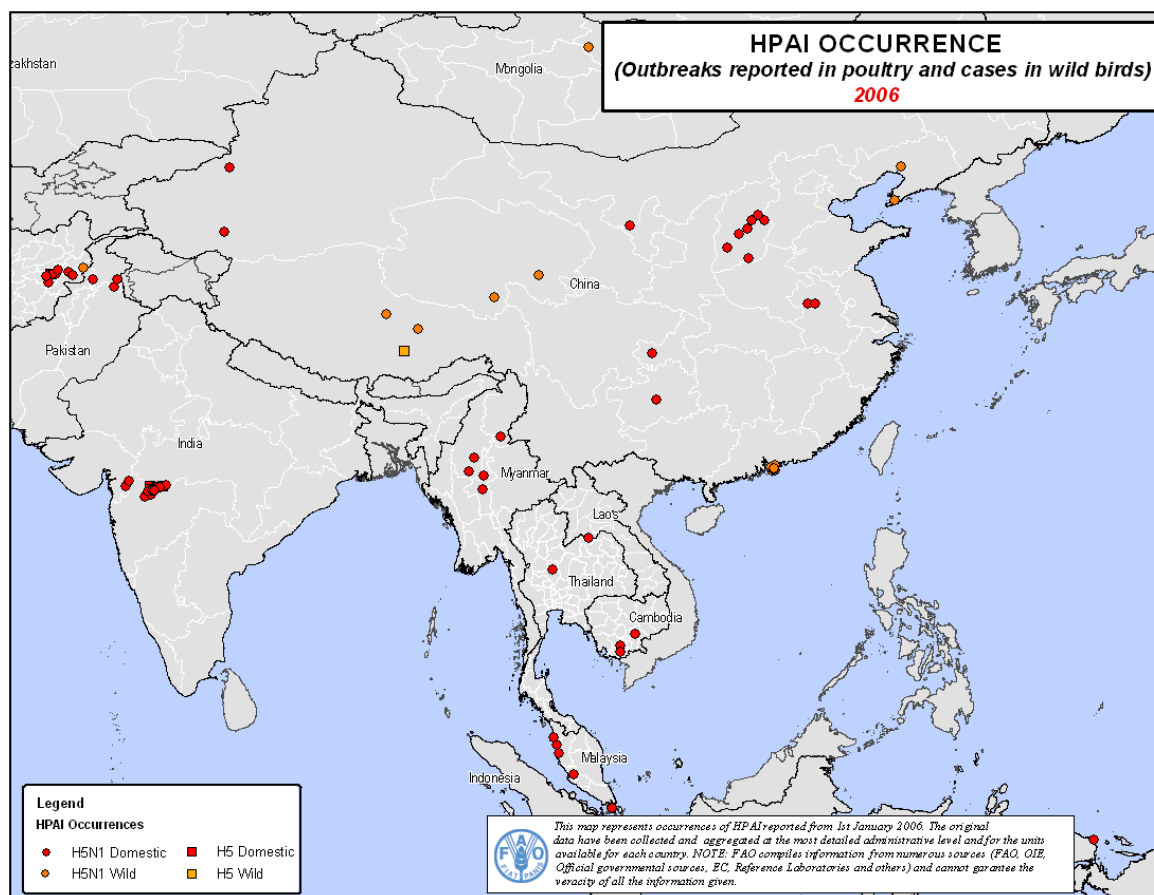 HPAI OCCURRENCE
(Outbreaks reported in poultry and cases in wild birds)
2006
zakhstan
Mongolia
China
Pakistan
India
Myanmar
Lao's
Thailand
Cambodia
Malaysia
Indonesia
Legend
HPAI Occurrences
H5N1 Domestic
H5 Domestic
H5N1 Wild
H5 Wild
FAO
FIAT PANIS
This map represents occurrences of HPAI reported from 1st January 2006. The original
data have been collected and aggregated at the most detailed administrative level and for the units
available for each country. NOTE: FAO compiles information from numerous sources (FAO, OIE,
Official governmental sources, EC, Reference Laboratories and others) and cannot garantee the
veracity of all the information given.